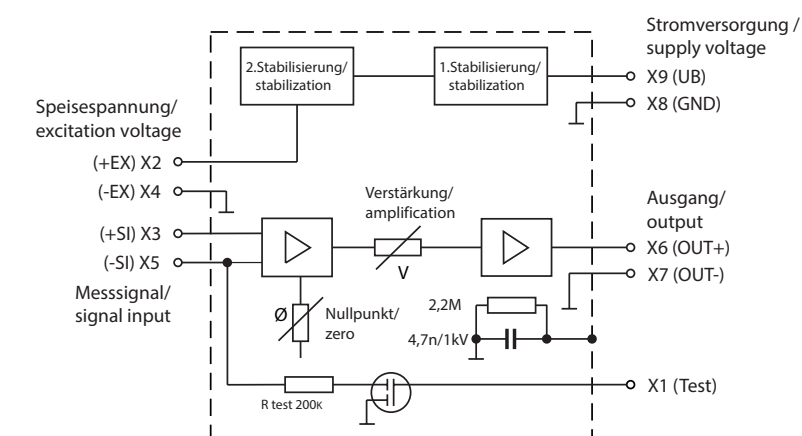 Stromversorgung /
supply voltage
2.Stabilisierung/
stabilization
1.Stabilisierung/
stabilization
X9 (UB)
X8 (GND)
Speisespannung/
excitation voltage
(+EX) X2
(-EX) X4
Verstärkung/
amplification
Ausgang/
output
(+SI) X3
(-SI) X5
V
X6 (OUT+)
X7 (OUT-)
Messsignal/
signal input
Ø
Nullpunkt/
zero
2,2M
4,7n/1kV
R test 200K
X1 (Test)